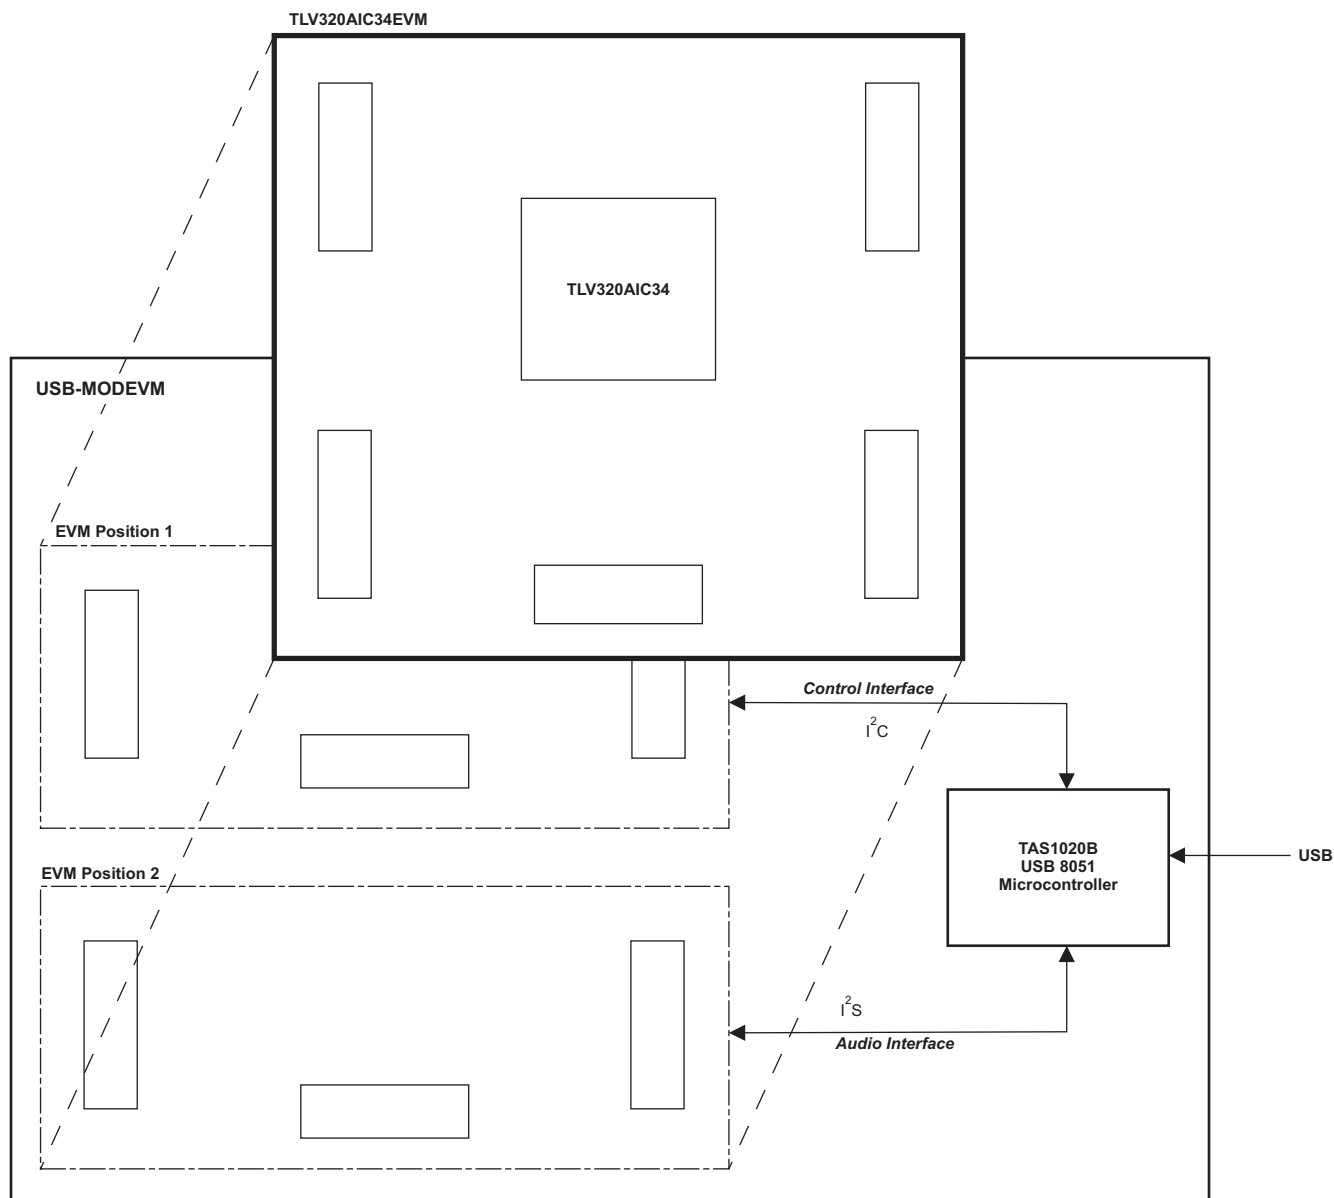 TLV320AIC34EVM
TLV320AIC34
USB-MODEVM
EVM Position 1
Control Interface
I²C
TAS1020B
USB 8051
Microcontroller
USB
EVM Position 2
I²S
Audio Interface